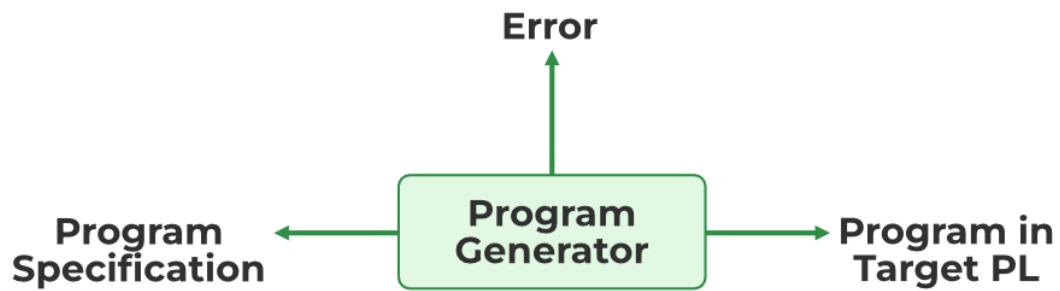 Error
Program
Generator
Program
Specification
Program in
Target PL